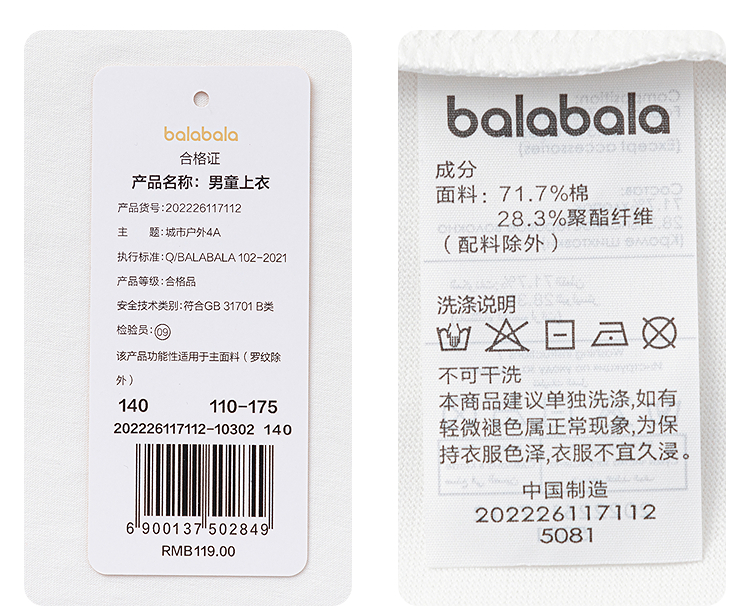 balabala
合格证
产品名称：男童上衣
产品货号:202226117112
主 题:城市户外4A
执行标准:Q/BALABALA 102-2021
产品等级:合格品
安全技术类别:符合GB 31701 B类
检验员:09
该产品功能性适用于主面料（罗纹除
外）
140 110-175
202226117112-10302 140
6 900137 502849
RMB119.00
balabala
成分
面料：71.7%棉
28.3%聚酯纤维
（配料除外）
洗涤说明
不可干洗
本商品建议单独洗涤,如有
轻微褪色属正常现象,为保
持衣服色泽,衣服不宜久浸。
中国制造
202226117112
5081